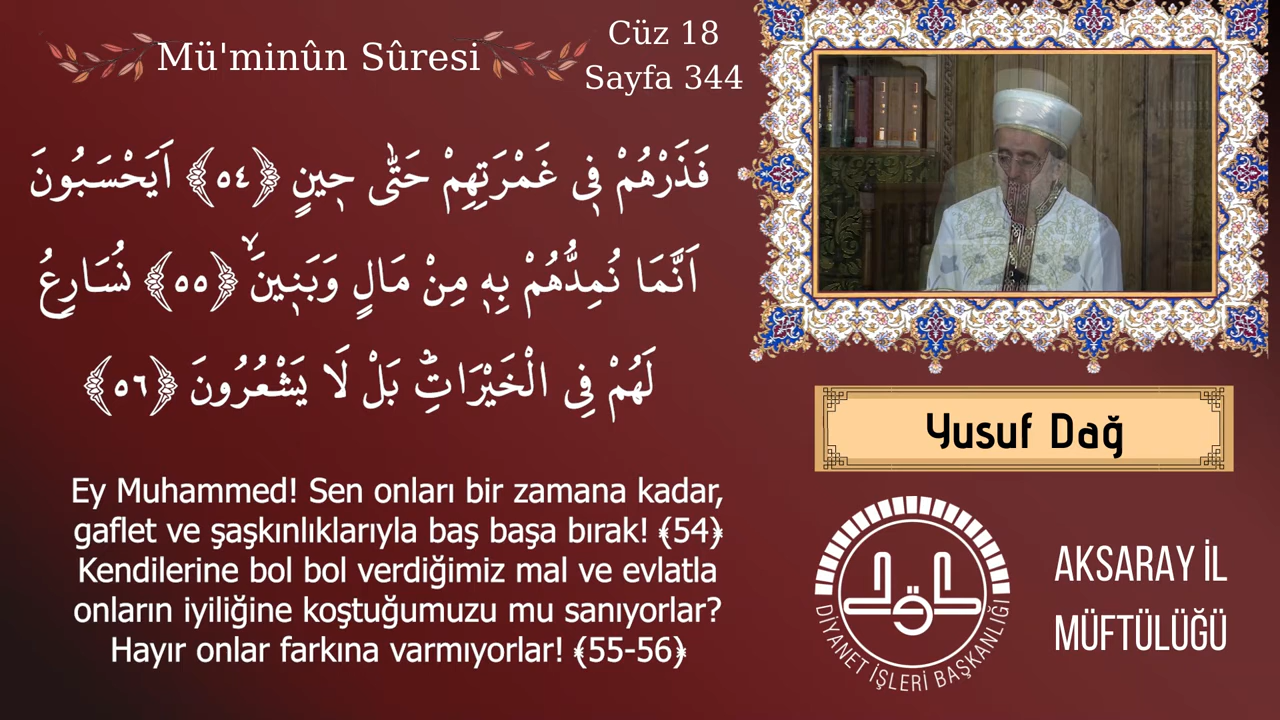 Mü'minûn Sûresi
Cüz 18
Sayfa 344
فَذَرْهُمْ ف۪ي غَمْرَتِهِمْ حَتّٰى ح۪ينٍ ﴿٥٤﴾ اَيَحْسَبُونَ
اَنَّمَا نُمِدُّهُمْ بِه۪ مِنْ مَالٍ وَبَن۪ينَۙ ﴿٥٥﴾ نُسَارِعُ
لَهُمْ فِي الْخَيْرَاتِۜ بَلْ لَا يَشْعُرُونَ ﴿٥٦﴾
Ey Muhammed! Sen onları bir zamana kadar,
gaflet ve şaşkınlıklarıyla baş başa bırak! ﴾54﴿
Kendilerine bol bol verdiğimiz mal ve evlatla
onların iyiliğine koştuğumuzu mu sanıyorlar?
Hayır onlar farkına varmıyorlar! ﴾55-56﴿
Yusuf Dağ
DİYANET İŞLERİ BAŞKANLIĞI
AKSARAY İL
MÜFTÜLÜĞÜ